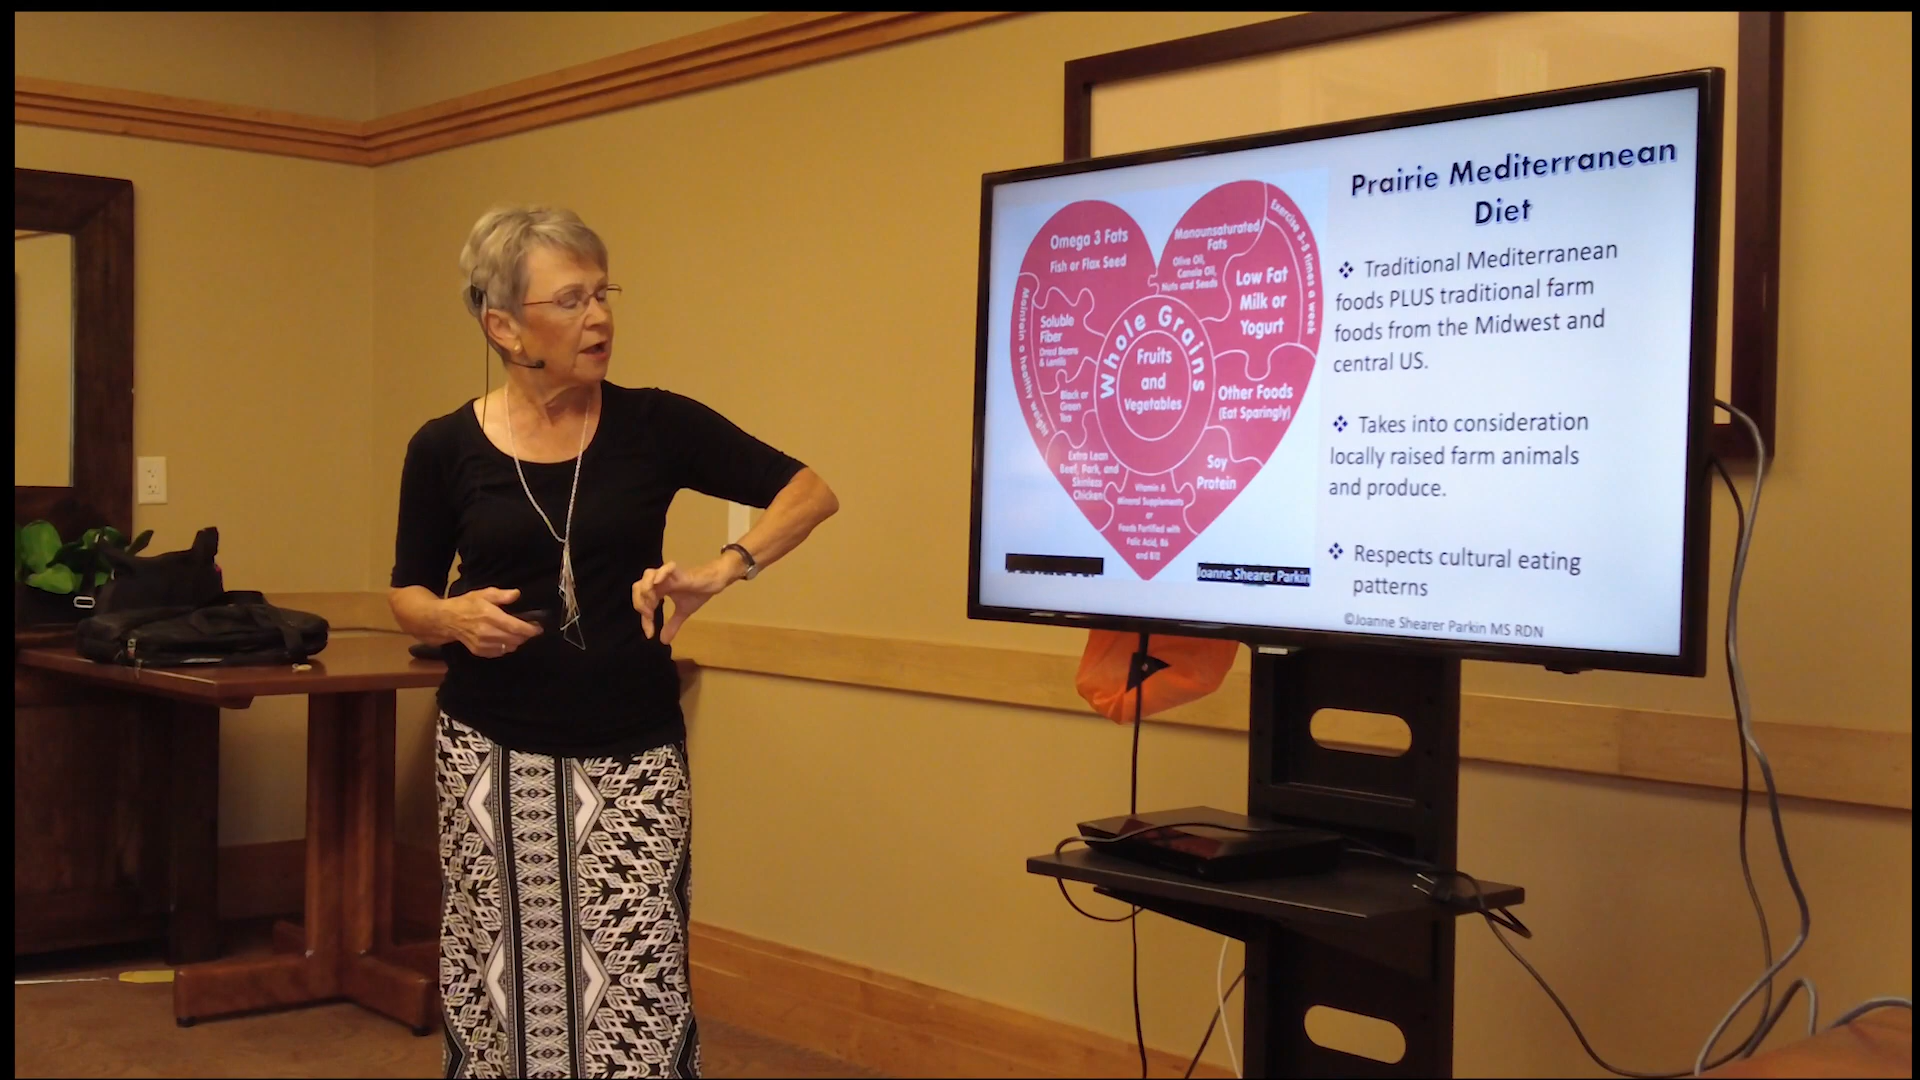 Prairie Mediterranean
Diet
❖ Traditional Mediterranean
foods PLUS traditional farm
foods from the Midwest and
central US.
❖ Takes into consideration
locally raised farm animals
and produce.
❖ Respects cultural eating
patterns
©Joanne Shearer Parkin MS RDN
Omega 3 Fats
Fish or Flax Seed
Monounsaturated
Fats
Olive Oil,
Canola Oil,
Nuts and Seeds
Exercise 3-5 times a week
Low Fat
Milk or
Yogurt
Maintain a healthy weight
Soluble
Fiber
Dried Beans
& Lentils
Whole Grains
Fruits
and
Vegetables
Black or
Green
Tea
Other Foods
(Eat Sparingly)
Extra Lean
Beef, Pork, and
Skinless
Chicken
Soy
Protein
Vitamin &
Mineral Supplements
or
Foods Fortified with
Folic Acid, B6
and B12
Joanne Shearer Parkin